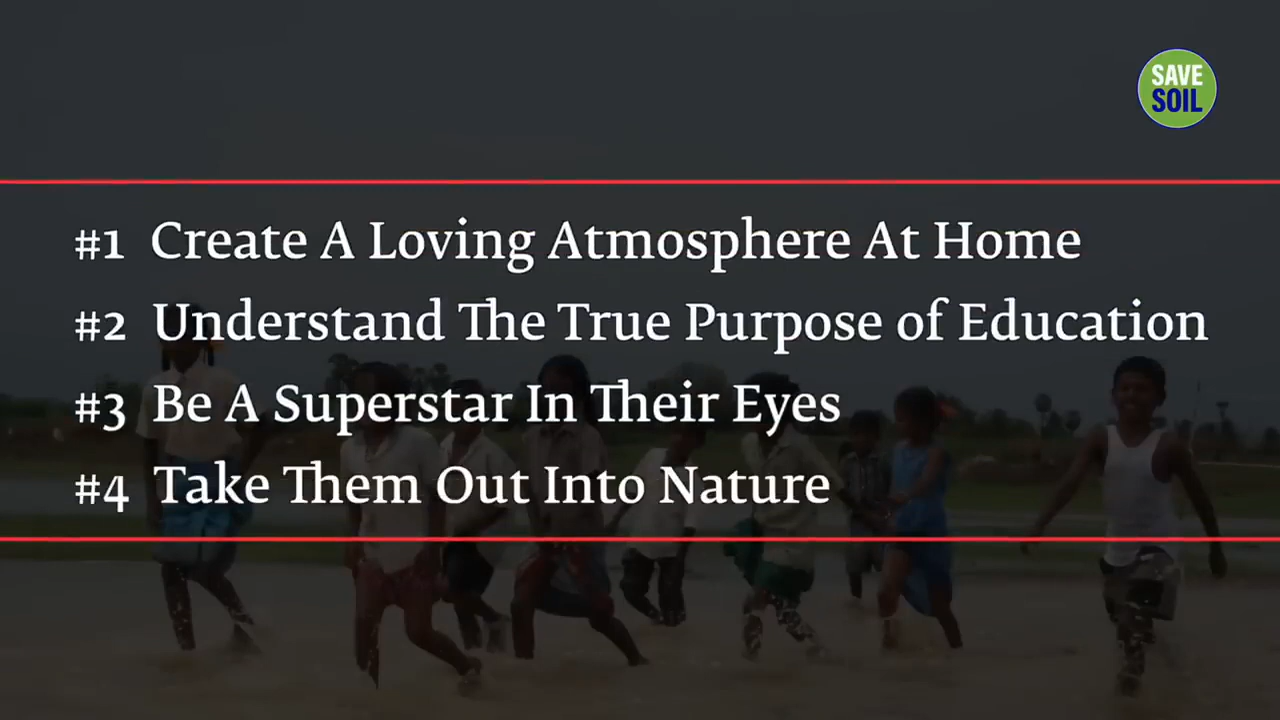 SAVE
SOIL
#1 Create A Loving Atmosphere At Home
#2 Understand The True Purpose of Education
#3 Be A Superstar In Their Eyes
#4 Take Them Out Into Nature